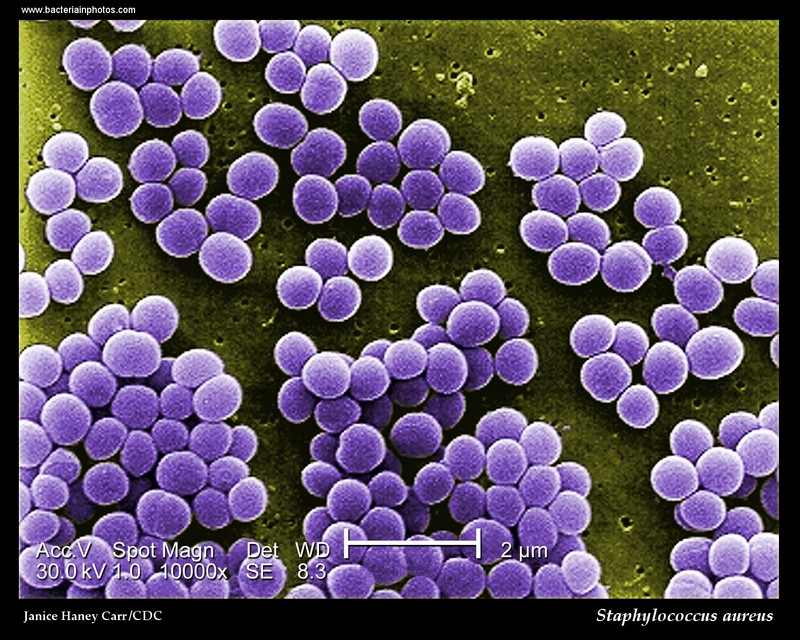 www.bacteriainphotos.com
Acc.V Spot Magn Det WD
2 µm
30.0 kV 1.0 10000x SE 8.3
Janice Haney Carr/CDC
Staphylococcus aureus